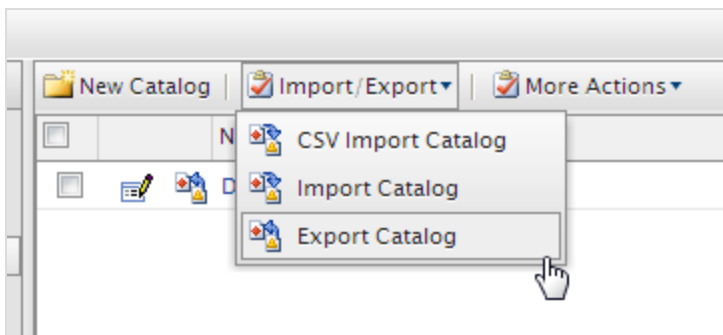 New Catalog | Import/Export | More Actions
N
CSV Import Catalog
D
Import Catalog
Export Catalog